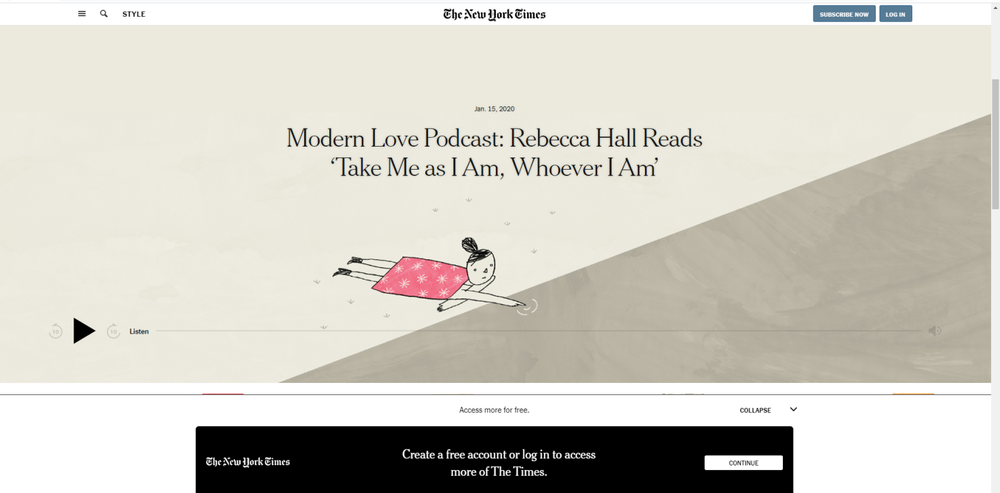 STYLE
The New York Times
SUBSCRIBE NOW
LOG IN
Jan. 15, 2020
Modern Love Podcast: Rebecca Hall Reads
‘Take Me as I Am, Whoever I Am’
10
10
Listen
Access more for free.
COLLAPSE
The New York Times
Create a free account or log in to access
more of The Times.
CONTINUE